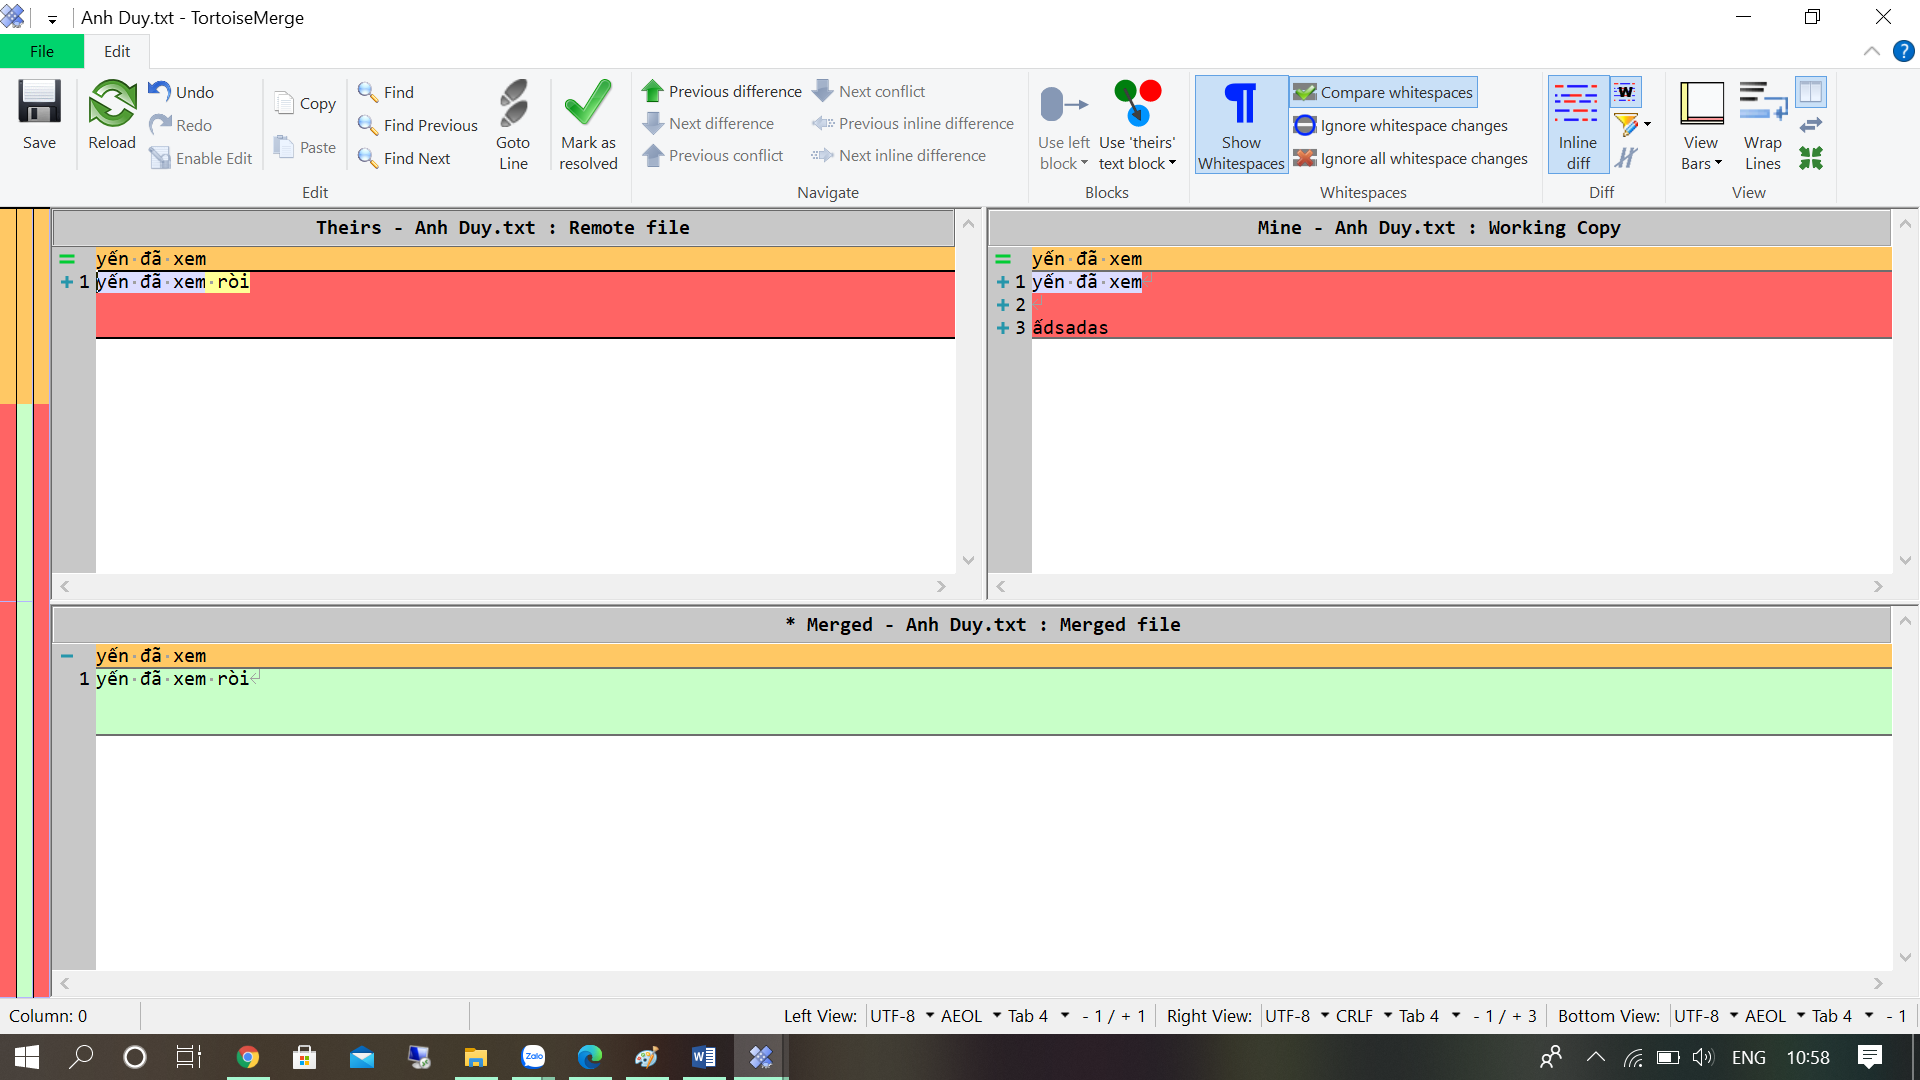 Anh Duy.txt - TortoiseMerge
File
Edit
Save
Reload
Undo
Redo
Enable Edit
Copy
Paste
Find
Find Previous
Find Next
Goto Line
Mark as resolved
Edit
Previous difference
Next difference
Previous conflict
Next conflict
Previous inline difference
Next inline difference
Navigate
Use left block
Use 'theirs' text block
Blocks
Show Whitespaces
Compare whitespaces
Ignore whitespace changes
Ignore all whitespace changes
Whitespaces
Inline diff
Diff
View Bars
Wrap Lines
View
Theirs - Anh Duy.txt : Remote file
yến·đã·xem
1 yến·đã·xem·ròi
Mine - Anh Duy.txt : Working Copy
yến·đã·xem
1 yến·đã·xem
2
3 ấdsadas
* Merged - Anh Duy.txt : Merged file
yến·đã·xem
1 yến·đã·xem·ròi
Column: 0
Left View: UTF-8 AEOL Tab 4 - 1 / + 1
Right View: UTF-8 CRLF Tab 4 - 1 / + 3
Bottom View: UTF-8 AEOL Tab 4 - 1
Zalo
ENG 10:58